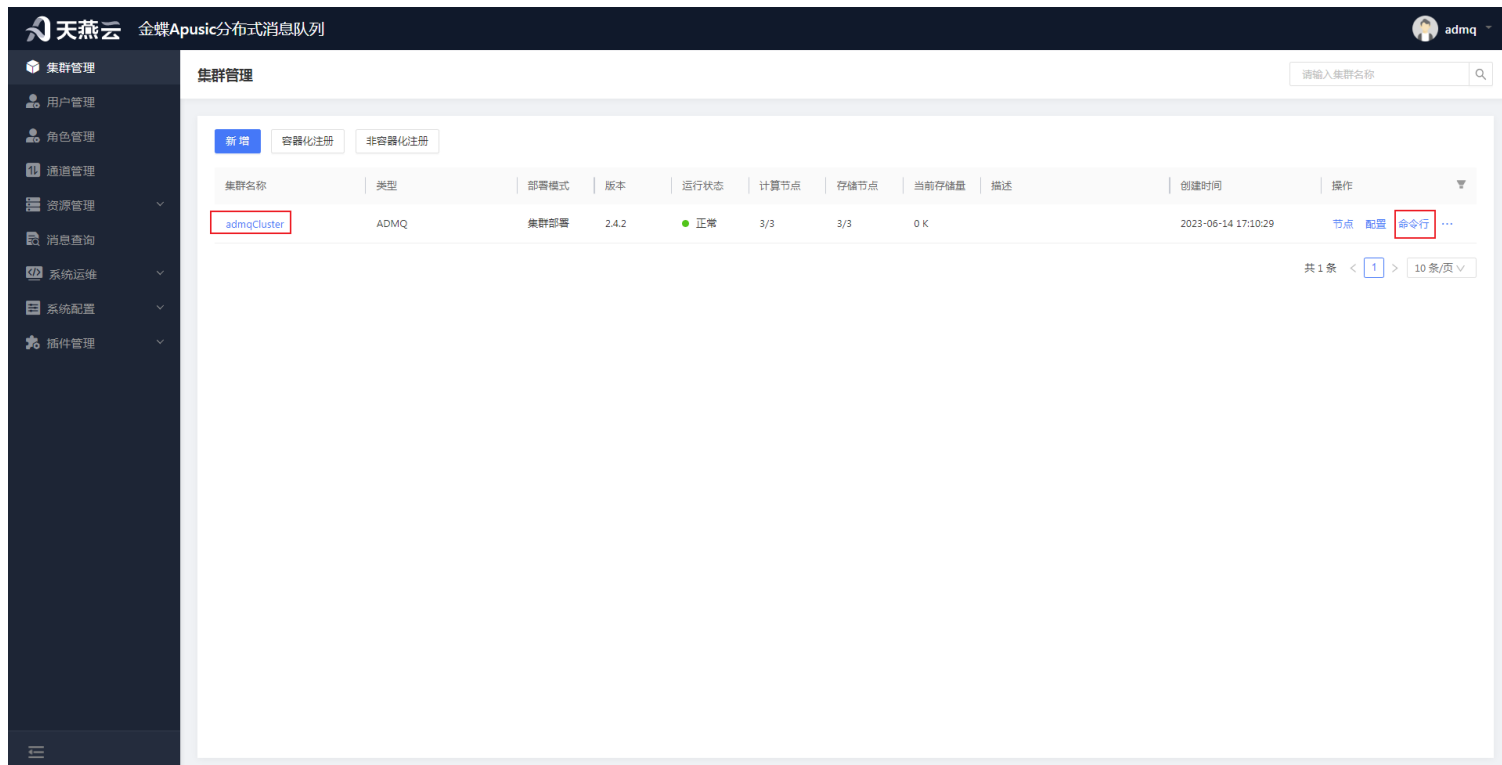 天燕云 金蝶Apusic分布式消息队列 admq
集群管理
用户管理
角色管理
通道管理
资源管理
消息查询
系统运维
系统配置
插件管理
集群管理 请输入集群名称
新增 容器化注册 非容器化注册
集群名称 类型 部署模式 版本 运行状态 计算节点 存储节点 当前存储量 描述 创建时间 操作
admqCluster ADMQ 集群部署 2.4.2 正常 3/3 3/3 0 K 2023-06-14 17:10:29 节点 配置 命令行 ···
共 1 条 < 1 > 10 条/页